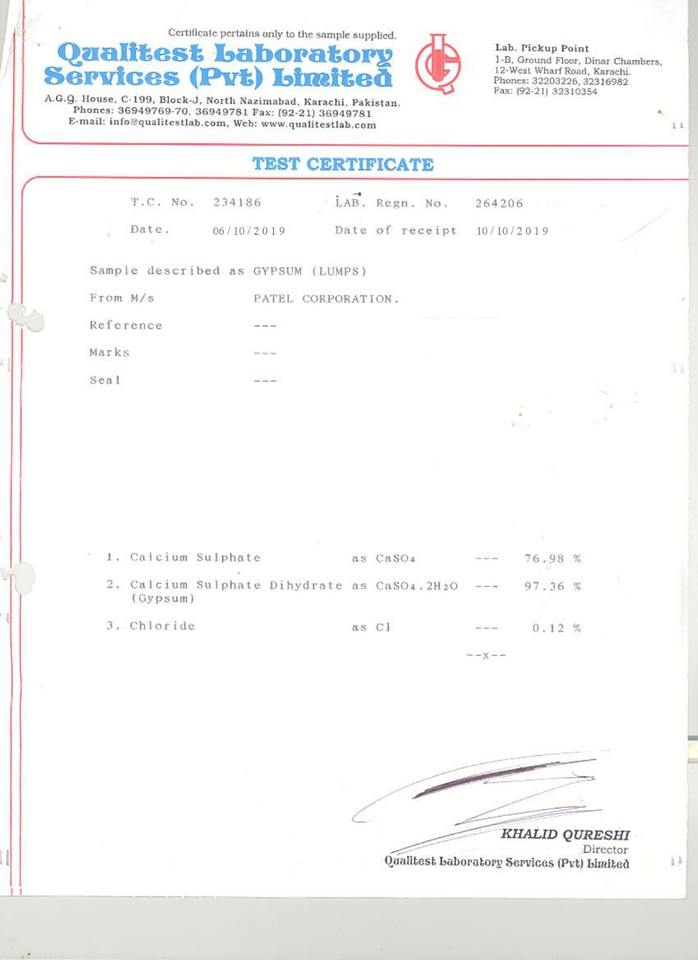 Certificate pertains only to the sample supplied.
Qualitest Laboratory
Services (Pvt) Limited
A.G.G. House, C-199, Block-J, North Nazimabad, Karachi, Pakistan.
Phones: 36949769-70, 36949781 Fax: (92-21) 36949781
E-mail: info@qualitestlab.com, Web: www.qualitestlab.com
Lab. Pickup Point
1-B, Ground Floor, Dinar Chambers,
12-West Wharf Road, Karachi.
Phones: 32203226, 32316982
Fax: (92-21) 32310354
TEST CERTIFICATE
T.C. No. 234186 LAB. Regn. No. 264206
Date. 06/10/2019 Date of receipt 10/10/2019
Sample described as GYPSUM (LUMPS)
From M/s PATEL CORPORATION.
Reference ---
Marks ---
Seal ---
1. Calcium Sulphate as CaSO4 --- 76.98 %
2. Calcium Sulphate Dihydrate as CaSO4.2H2O --- 97.36 %
(Gypsum)
3. Chloride as Cl --- 0.12 %
--x--
KHALID QURESHI
Director
Qualitest Laboratory Services (Pvt) Limited